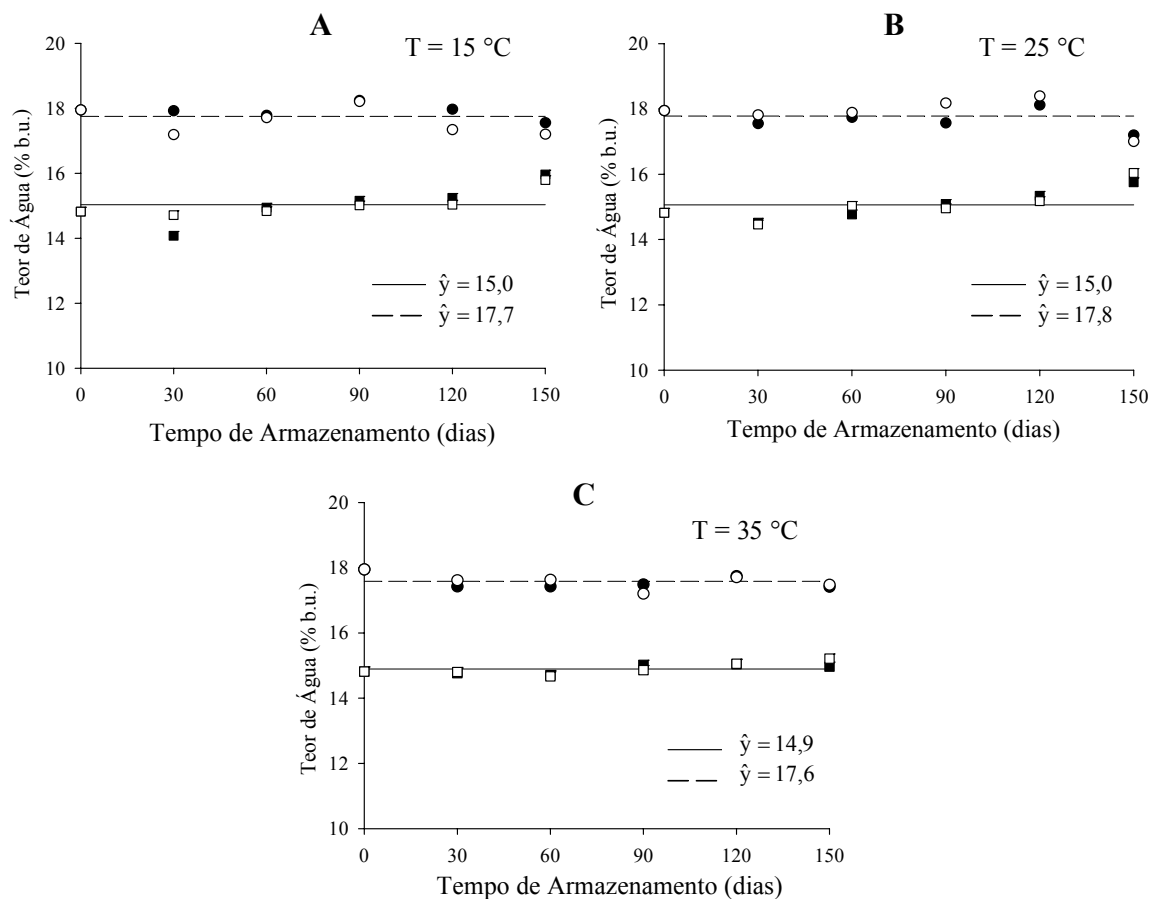 A
T = 15 °C
20
18
16
14
12
10
Teor de Água (% b.u.)
ŷ = 15,0
ŷ = 17,7
0 30 60 90 120 150
Tempo de Armazenamento (dias)
B
T = 25 °C
20
18
16
14
12
10
Teor de Água (% b.u.)
ŷ = 15,0
ŷ = 17,8
0 30 60 90 120 150
Tempo de Armazenamento (dias)
C
T = 35 °C
20
18
16
14
12
10
Teor de Água (% b.u.)
ŷ = 14,9
ŷ = 17,6
0 30 60 90 120 150
Tempo de Armazenamento (dias)